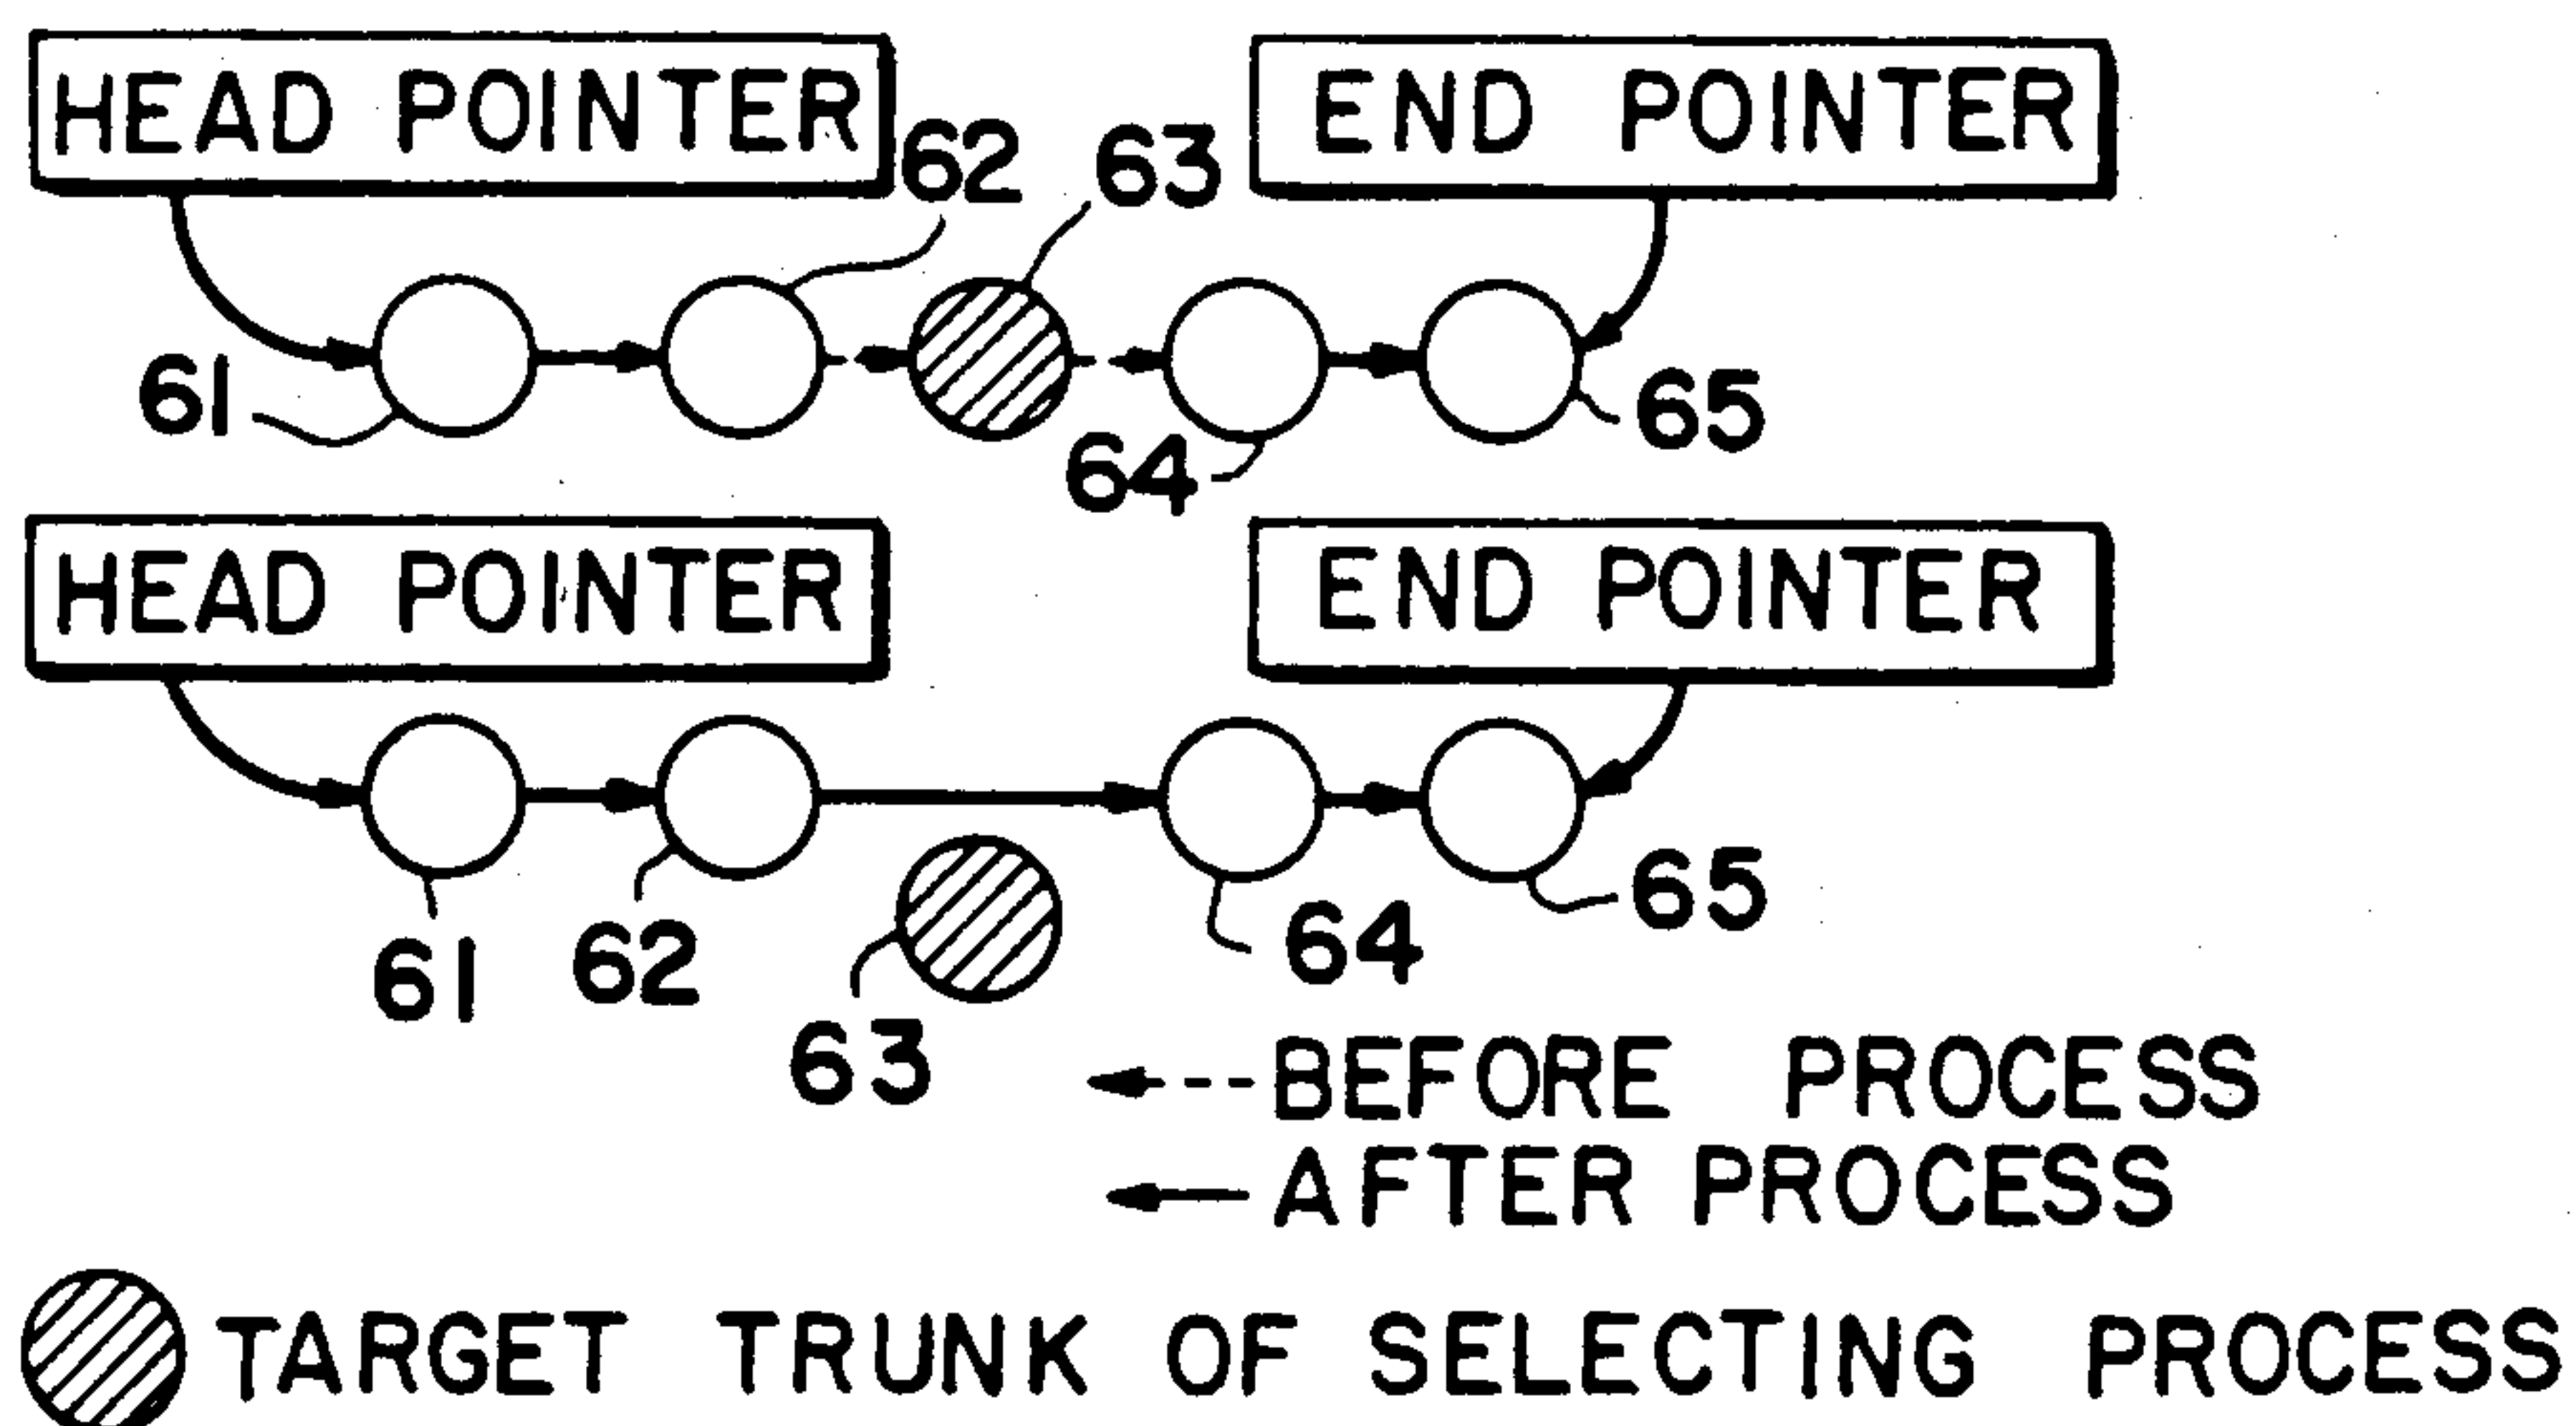 HEAD POINTER
END POINTER
62
63
61
64
65
HEAD POINTER
END POINTER
61
62
63
64
65
BEFORE PROCESS
AFTER PROCESS
TARGET TRUNK OF SELECTING PROCESS